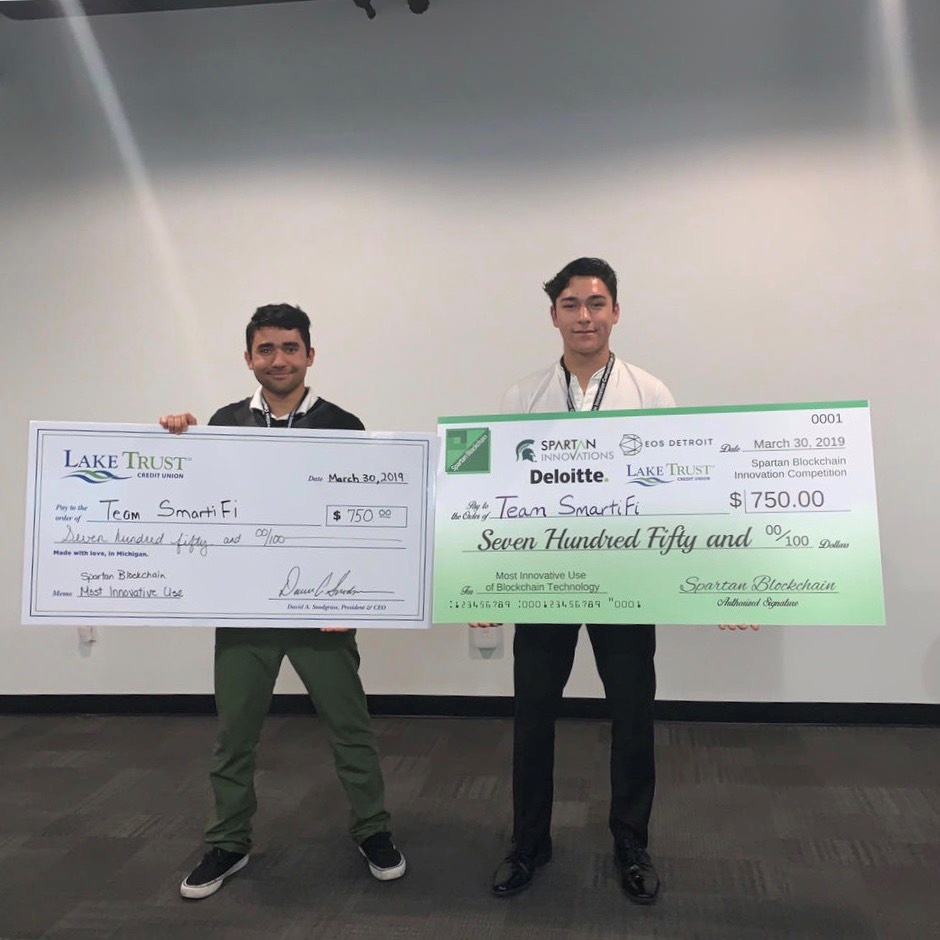 LAKE TRUST
CREDIT UNION
Date March 30, 2019
Pay to the
order of Team SmartiFi
$ 750 00
Seven hundred fifty and 00/100
Made with love, in Michigan.
Spartan Blockchain
Memo Most Innovative Use
David A. Snodgrass, President & CEO
0001
Spartan Blockchain
SPARTAN
INNOVATIONS
EOS DETROIT
Date March 30, 2019
Deloitte.
LAKE TRUST
CREDIT UNION
Spartan Blockchain
Innovation Competition
Pay to
the Order of Team SmartiFi
$ 750.00
Seven Hundred Fifty and 00/100 Dollars
Most Innovative Use
of Blockchain Technology
For
Spartan Blockchain
Authorized Signature
⑆123456789 ⑆000123456789 ⑈0001